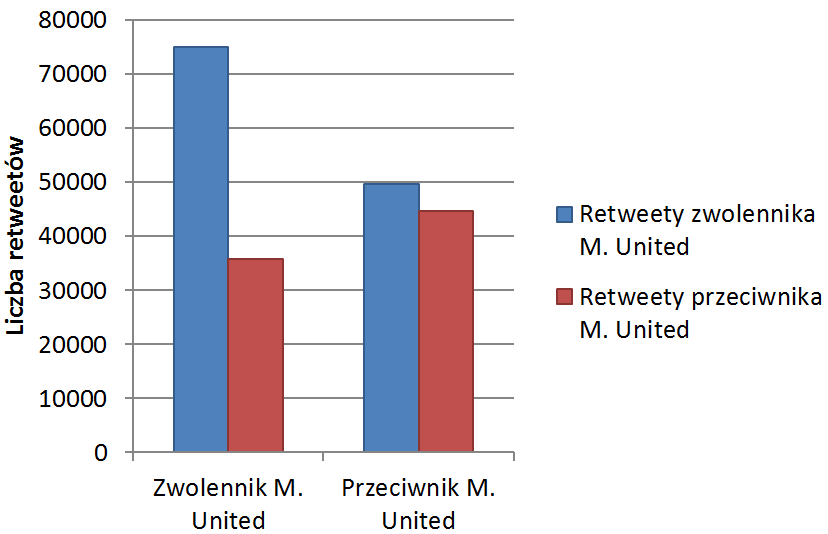 80000
70000
60000
50000
40000
30000
20000
10000
0
Liczba retweetów
Zwolennik M.
United
Przeciwnik M.
United
Retweety zwolennika
M. United
Retweety przeciwnika
M. United